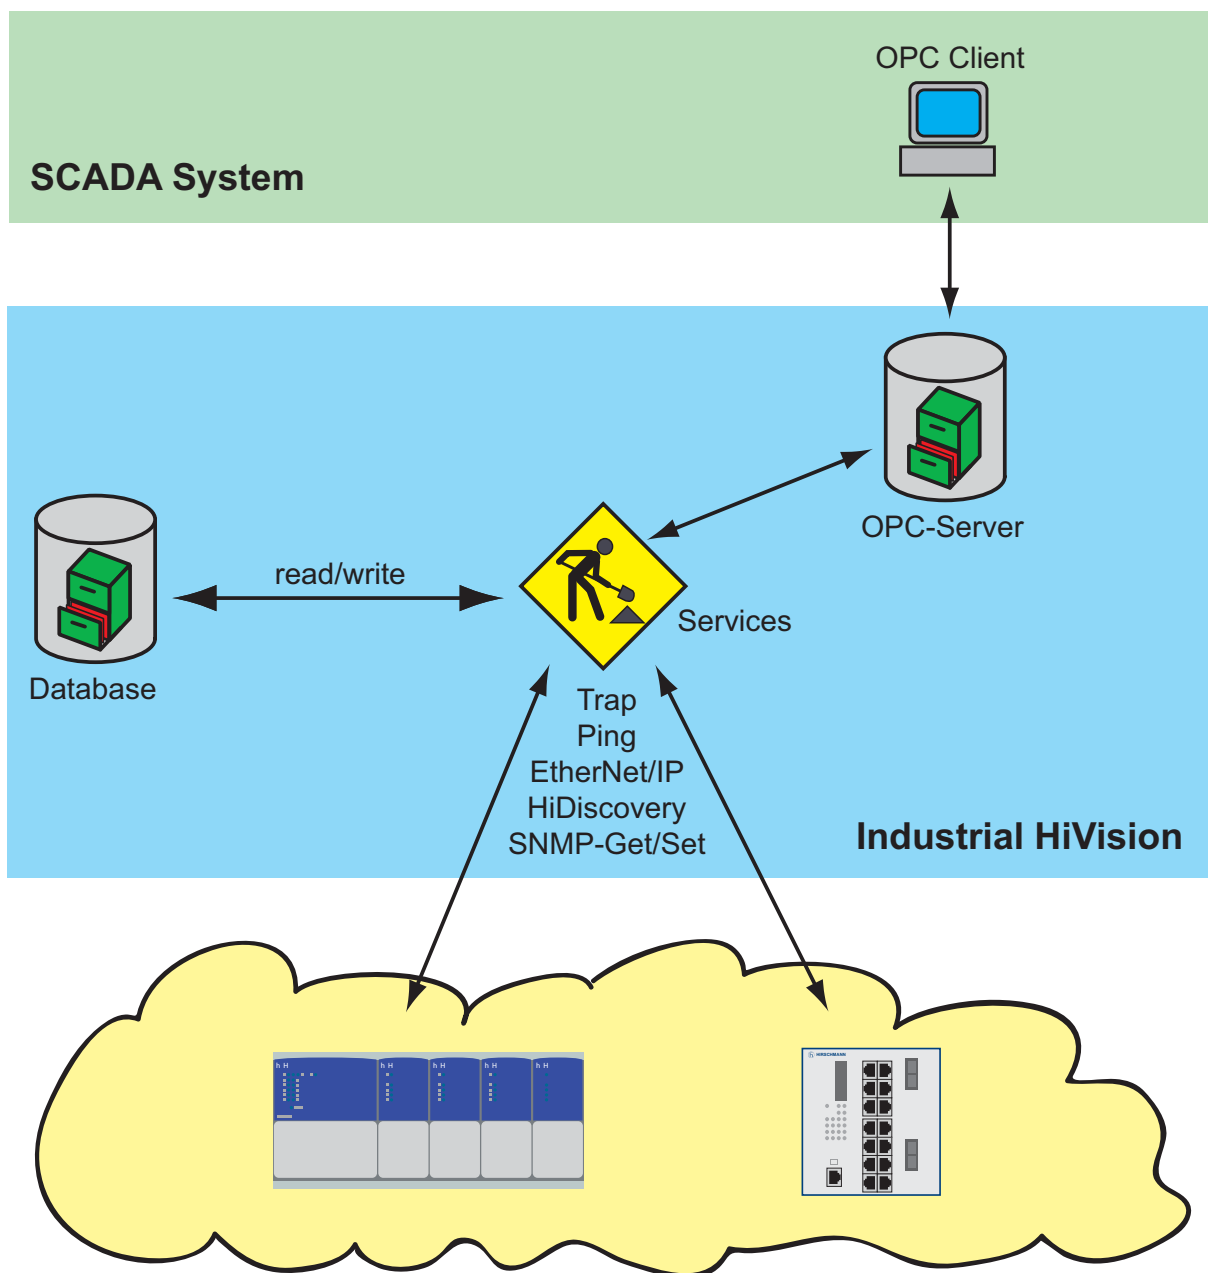 OPC Client
SCADA System
OPC-Server
read/write
Services
Database
Trap
Ping
EtherNet/IP
HiDiscovery
SNMP-Get/Set
Industrial HiVision
h H
h H
h H
h H
h H
HIRSCHMANN